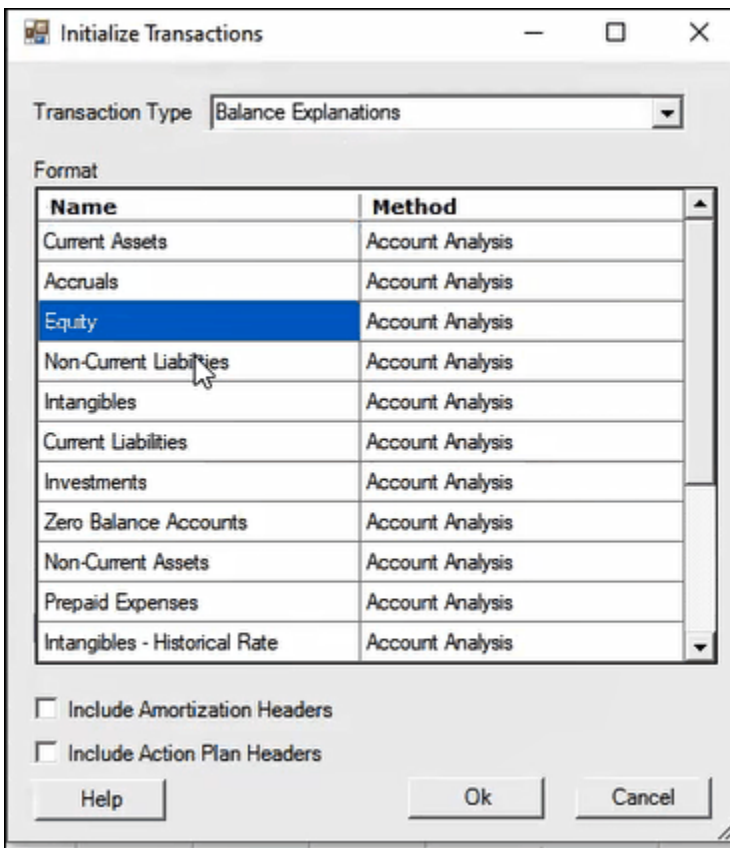 Initialize Transactions
Transaction Type Balance Explanations
Format
Name Method
Current Assets Account Analysis
Accruals Account Analysis
Equity Account Analysis
Non-Current Liabilities Account Analysis
Intangibles Account Analysis
Current Liabilities Account Analysis
Investments Account Analysis
Zero Balance Accounts Account Analysis
Non-Current Assets Account Analysis
Prepaid Expenses Account Analysis
Intangibles - Historical Rate Account Analysis
Include Amortization Headers
Include Action Plan Headers
Help Ok Cancel